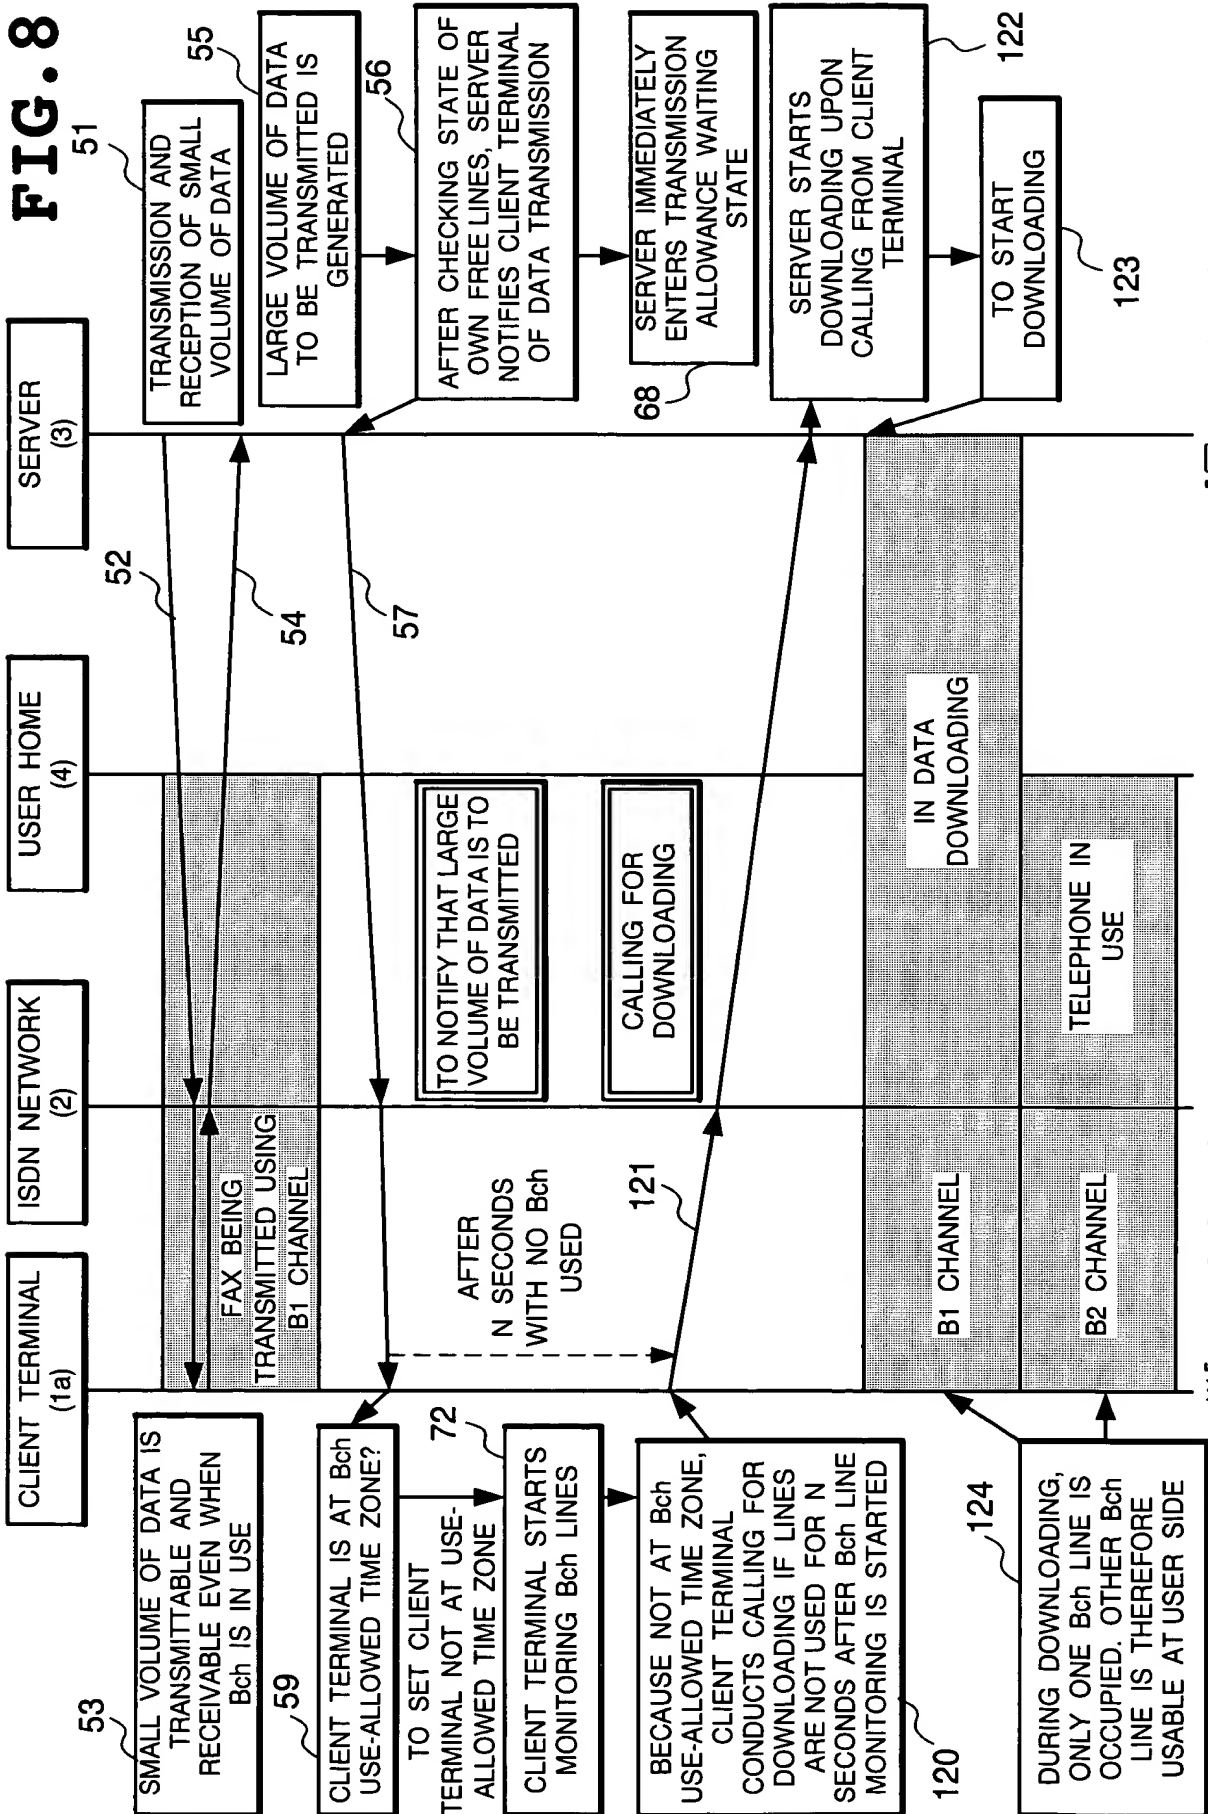 FIG.8
CLIENT TERMINAL
(1a)
ISDN NETWORK
(2)
USER HOME
(4)
SERVER
(3)
53
SMALL VOLUME OF DATA IS
TRANSMITTABLE AND
RECEIVABLE EVEN WHEN
Bch IS IN USE
59
CLIENT TERMINAL IS AT Bch
USE-ALLOWED TIME ZONE?
TO SET CLIENT
TERMINAL NOT AT USE-
ALLOWED TIME ZONE
72
CLIENT TERMINAL STARTS
MONITORING Bch LINES
BECAUSE NOT AT Bch
USE-ALLOWED TIME ZONE,
CLIENT TERMINAL
CONDUCTS CALLING FOR
DOWNLOADING IF LINES
ARE NOT USED FOR N
SECONDS AFTER Bch LINE
MONITORING IS STARTED
120
124
DURING DOWNLOADING,
ONLY ONE Bch LINE IS
OCCUPIED. OTHER Bch
LINE IS THEREFORE
USABLE AT USER SIDE
FAX BEING
TRANSMITTED USING
B1 CHANNEL
AFTER
N SECONDS
WITH NO Bch
USED
121
B1 CHANNEL
B2 CHANNEL
52
54
57
TO NOTIFY THAT LARGE
VOLUME OF DATA IS TO
BE TRANSMITTED
CALLING FOR
DOWNLOADING
IN DATA
DOWNLOADING
TELEPHONE IN
USE
51
TRANSMISSION AND
RECEPTION OF SMALL
VOLUME OF DATA
55
LARGE VOLUME OF DATA
TO BE TRANSMITTED IS
GENERATED
56
AFTER CHECKING STATE OF
OWN FREE LINES, SERVER
NOTIFIES CLIENT TERMINAL
OF DATA TRANSMISSION
68
SERVER IMMEDIATELY
ENTERS TRANSMISSION
ALLOWANCE WAITING
STATE
SERVER STARTS
DOWNLOADING UPON
CALLING FROM CLIENT
TERMINAL
122
TO START
DOWNLOADING
123